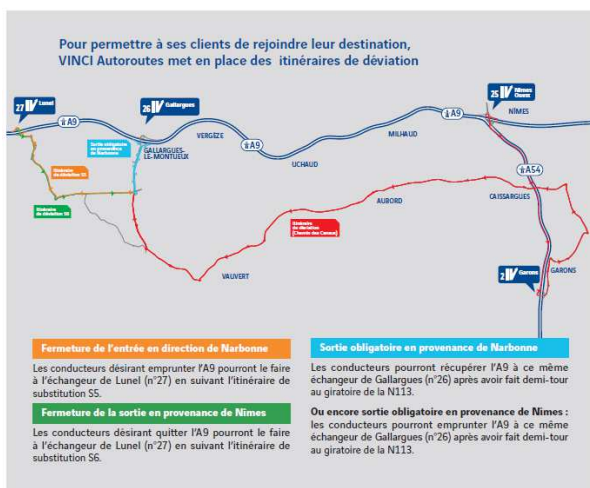 Pour permettre à ses clients de rejoindre leur destination,
VINCI Autoroutes met en place des itinéraires de déviation
27 Lunel
A9
26 Gallargues
Sortie obligatoire
en provenance
de Narbonne
GALLARGUES-
LE-MONTUEUX
VERGÈZE
A9
UCHAUD
MILHAUD
A9
25 Nîmes
Ouest
NÎMES
A54
Itinéraire
de déviation S5
Itinéraire
de déviation S6
AUBORD
CAISSARGUES
Itinéraire
de déviation
(Chemin des Canaux)
VAUVERT
2 Garons
GARONS
Fermeture de l'entrée en direction de Narbonne
Les conducteurs désirant emprunter l'A9 pourront le faire
à l'échangeur de Lunel (n°27) en suivant l'itinéraire de
substitution S5.
Fermeture de la sortie en provenance de Nîmes
Les conducteurs désirant quitter l'A9 pourront le faire
à l'échangeur de Lunel (n°27) en suivant l'itinéraire de
substitution S6.
Sortie obligatoire en provenance de Narbonne
Les conducteurs pourront récupérer l'A9 à ce même
échangeur de Gallargues (n°26) après avoir fait demi-tour
au giratoire de la N113.
Ou encore sortie obligatoire en provenance de Nimes :
les conducteurs pourront emprunter l'A9 à ce même
échangeur de Gallargues (n°26) après avoir fait demi-tour
au giratoire de la N113.